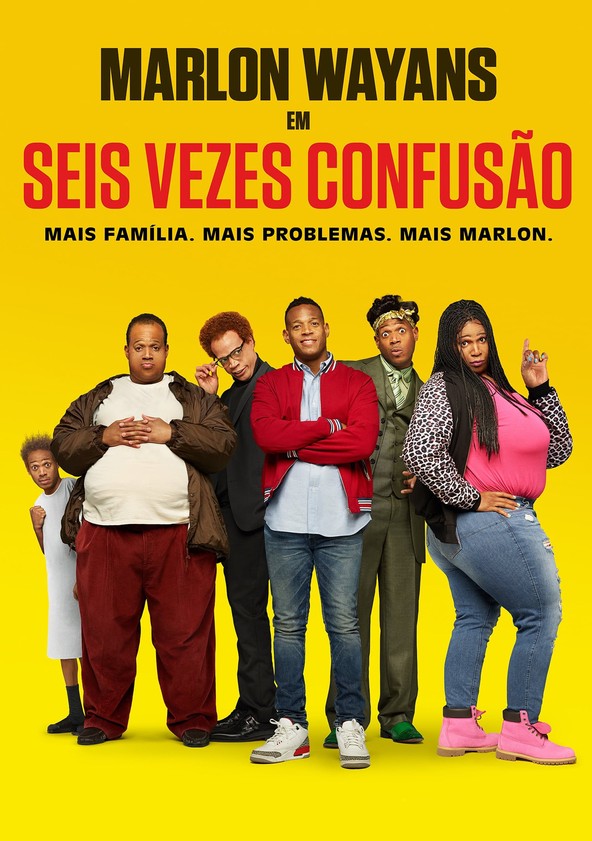 MARLON WAYANS
EM
SEIS VEZES CONFUSÃO
MAIS FAMÍLIA. MAIS PROBLEMAS. MAIS MARLON.